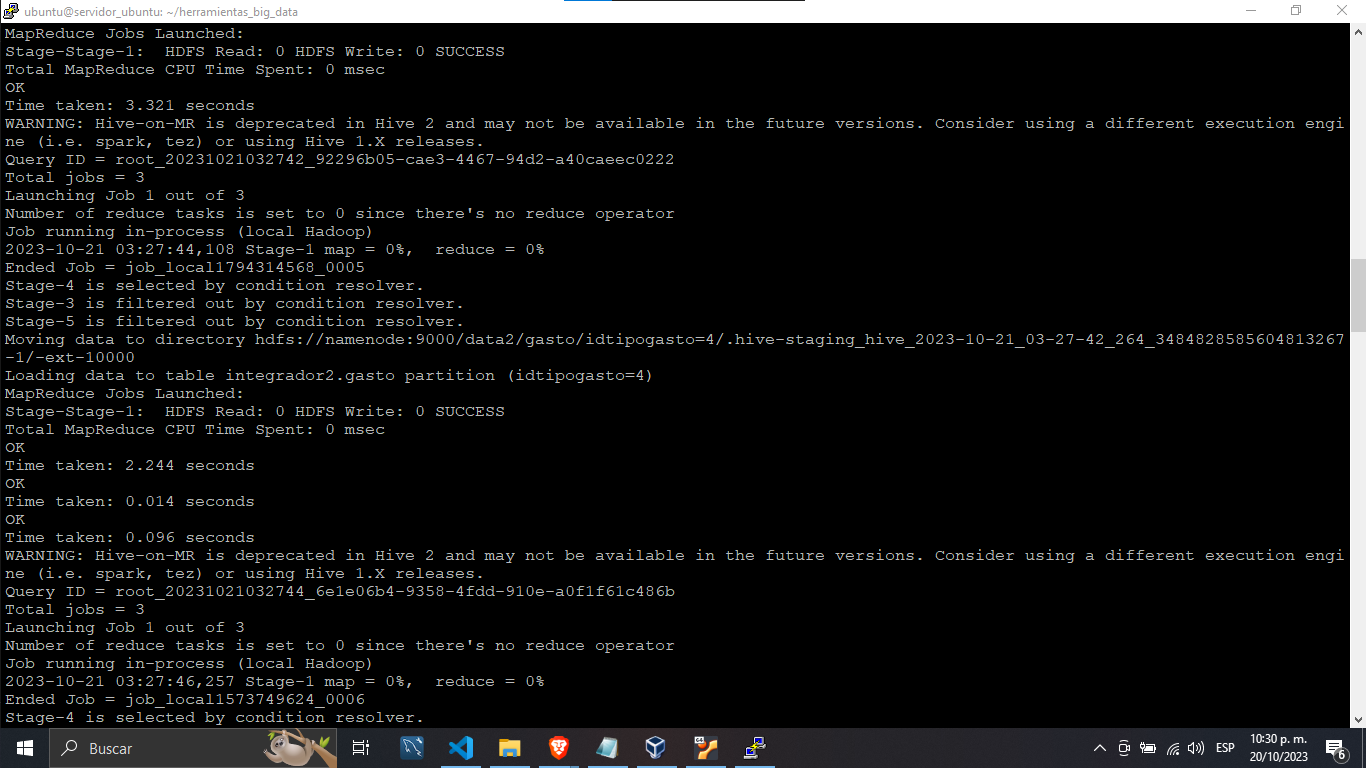 ubuntu@servidor_ubuntu: ~/herramientas_big_data
MapReduce Jobs Launched:
Stage-Stage-1:  HDFS Read: 0 HDFS Write: 0 SUCCESS
Total MapReduce CPU Time Spent: 0 msec
OK
Time taken: 3.321 seconds
WARNING: Hive-on-MR is deprecated in Hive 2 and may not be available in the future versions. Consider using a different execution engi
ne (i.e. spark, tez) or using Hive 1.X releases.
Query ID = root_20231021032742_92296b05-cae3-4467-94d2-a40caeec0222
Total jobs = 3
Launching Job 1 out of 3
Number of reduce tasks is set to 0 since there's no reduce operator
Job running in-process (local Hadoop)
2023-10-21 03:27:44,108 Stage-1 map = 0%,  reduce = 0%
Ended Job = job_local1794314568_0005
Stage-4 is selected by condition resolver.
Stage-3 is filtered out by condition resolver.
Stage-5 is filtered out by condition resolver.
Moving data to directory hdfs://namenode:9000/data2/gasto/idtipogasto=4/.hive-staging_hive_2023-10-21_03-27-42_264_3484828585604813267
-1/-ext-10000
Loading data to table integrador2.gasto partition (idtipogasto=4)
MapReduce Jobs Launched:
Stage-Stage-1:  HDFS Read: 0 HDFS Write: 0 SUCCESS
Total MapReduce CPU Time Spent: 0 msec
OK
Time taken: 2.244 seconds
OK
Time taken: 0.014 seconds
OK
Time taken: 0.096 seconds
WARNING: Hive-on-MR is deprecated in Hive 2 and may not be available in the future versions. Consider using a different execution engi
ne (i.e. spark, tez) or using Hive 1.X releases.
Query ID = root_20231021032744_6e1e06b4-9358-4fdd-910e-a0f1f61c486b
Total jobs = 3
Launching Job 1 out of 3
Number of reduce tasks is set to 0 since there's no reduce operator
Job running in-process (local Hadoop)
2023-10-21 03:27:46,257 Stage-1 map = 0%,  reduce = 0%
Ended Job = job_local1573749624_0006
Stage-4 is selected by condition resolver.
Buscar
ESP
10:30 p. m.
20/10/2023
6